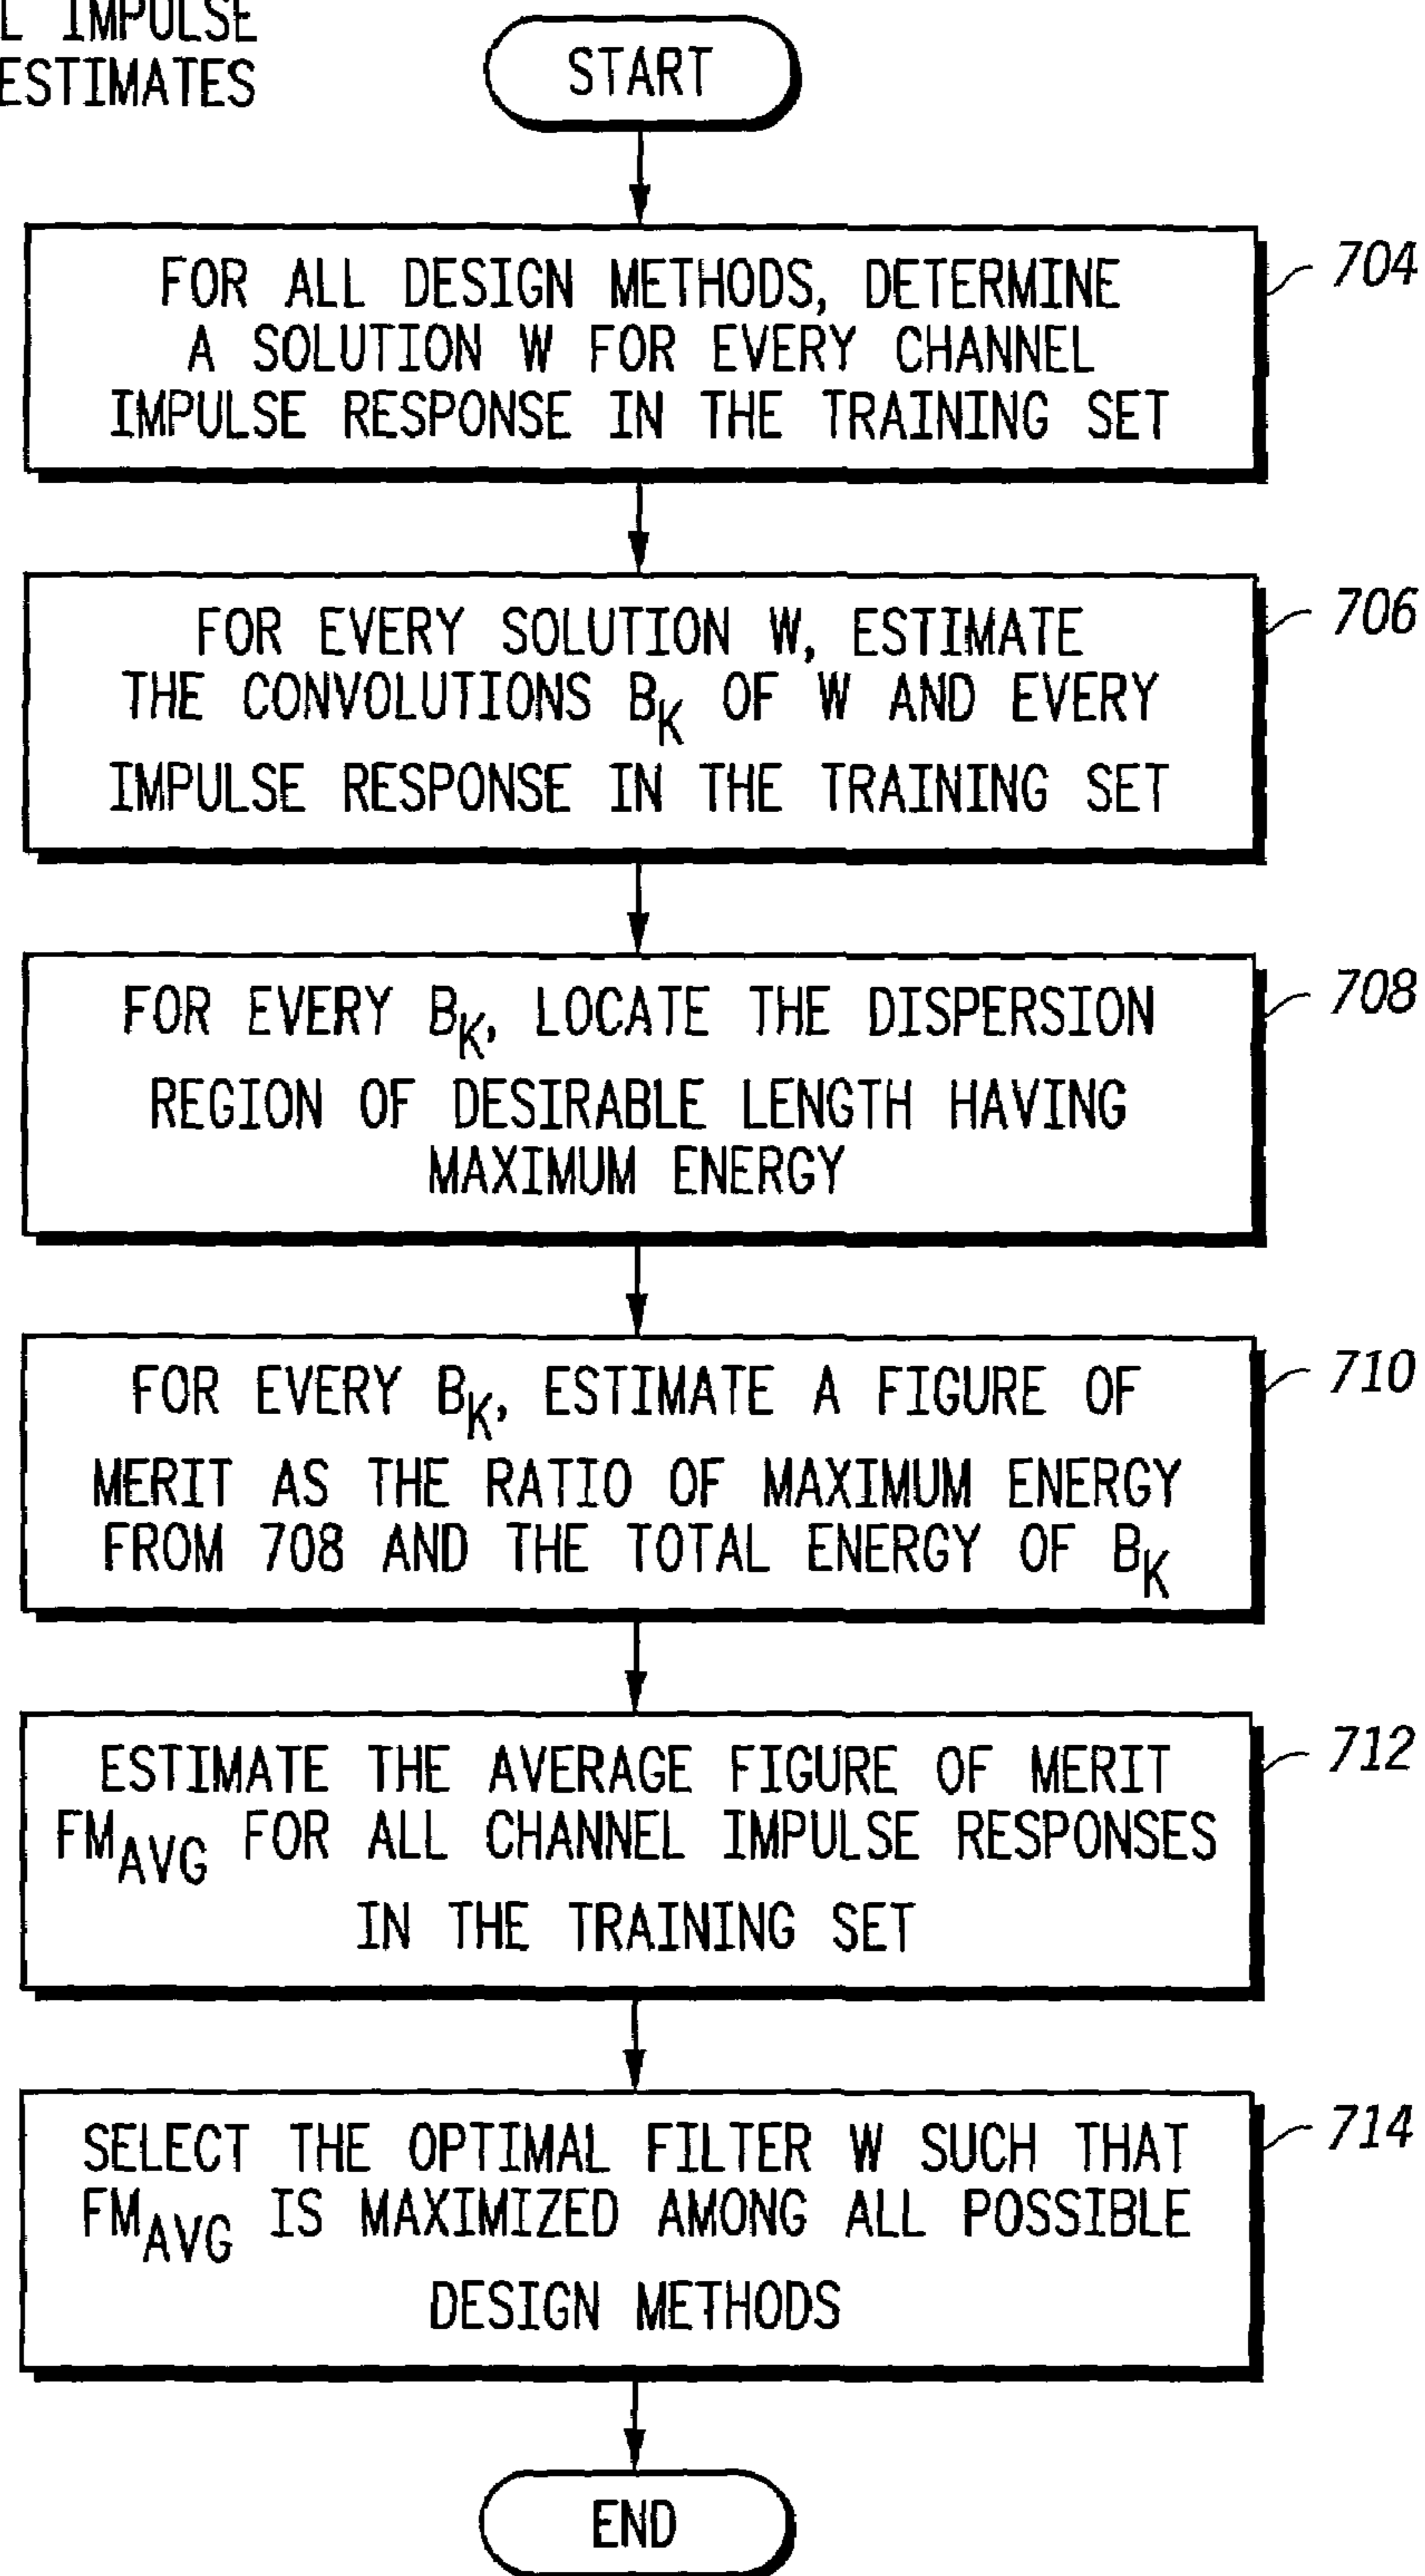 IMPULSE
ESTIMATES
START
FOR ALL DESIGN METHODS, DETERMINE
A SOLUTION W FOR EVERY CHANNEL
IMPULSE RESPONSE IN THE TRAINING SET
704
FOR EVERY SOLUTION W, ESTIMATE
THE CONVOLUTIONS BK OF W AND EVERY
IMPULSE RESPONSE IN THE TRAINING SET
706
FOR EVERY BK, LOCATE THE DISPERSION
REGION OF DESIRABLE LENGTH HAVING
MAXIMUM ENERGY
708
FOR EVERY BK, ESTIMATE A FIGURE OF
MERIT AS THE RATIO OF MAXIMUM ENERGY
FROM 708 AND THE TOTAL ENERGY OF BK
710
ESTIMATE THE AVERAGE FIGURE OF MERIT
FMAVG FOR ALL CHANNEL IMPULSE RESPONSES
IN THE TRAINING SET
712
SELECT THE OPTIMAL FILTER W SUCH THAT
FMAVG IS MAXIMIZED AMONG ALL POSSIBLE
DESIGN METHODS
714
END